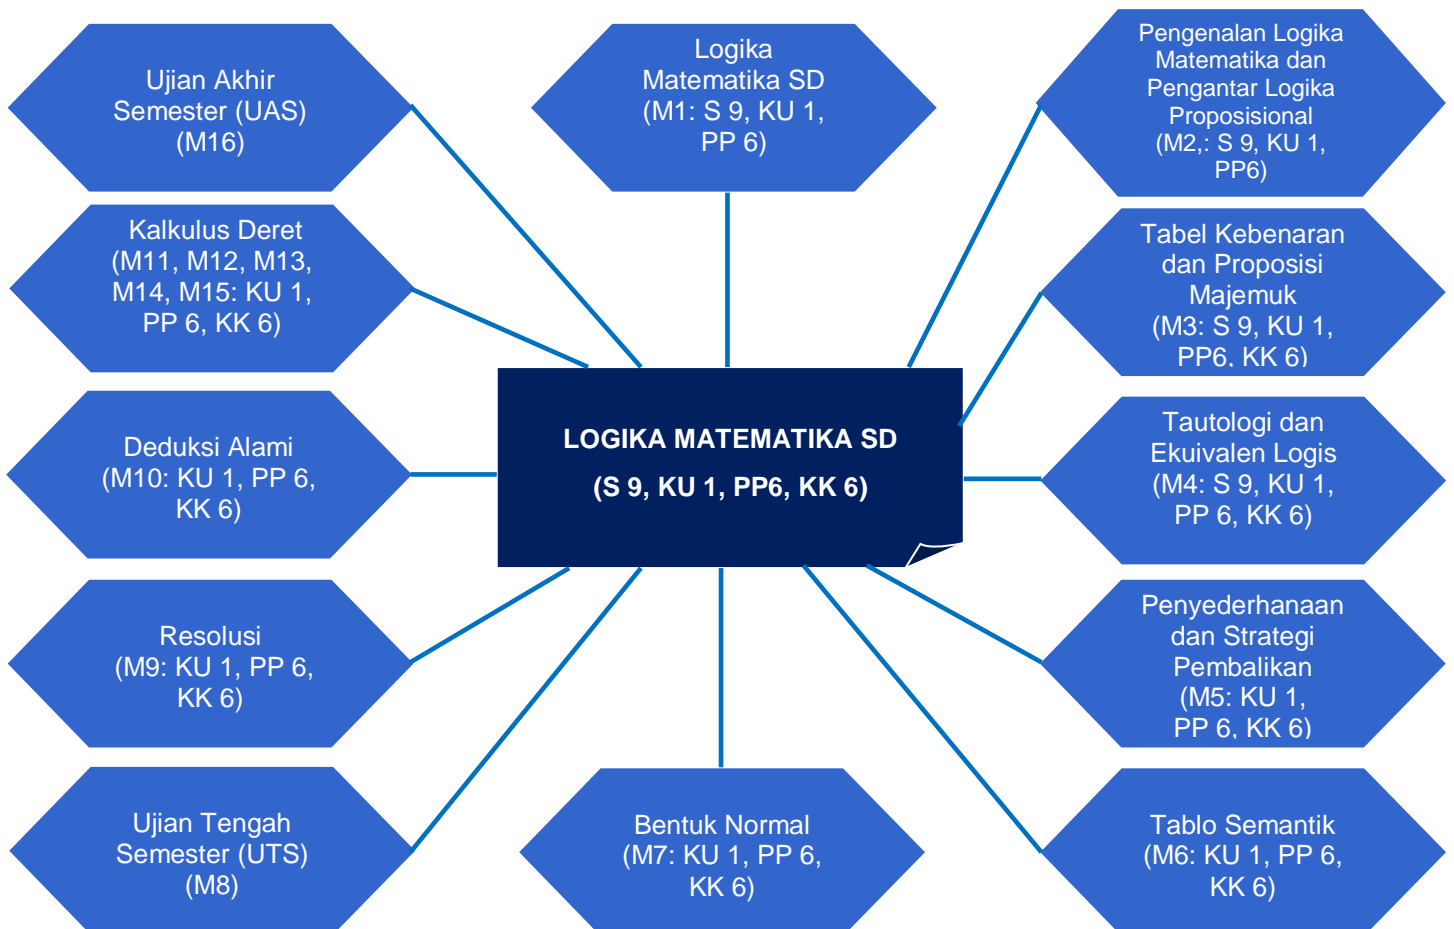 Ujian Akhir
Semester (UAS)
(M16)
Logika
Matematika SD
(M1: S 9, KU 1,
PP 6)
Pengenalan Logika
Matematika dan
Pengantar Logika
Proposisional
(M2,: S 9, KU 1,
PP6)
Kalkulus Deret
(M11, M12, M13,
M14, M15: KU 1,
PP 6, KK 6)
Tabel Kebenaran
dan Proposisi
Majemuk
(M3: S 9, KU 1,
PP6, KK 6)
Deduksi Alami
(M10: KU 1, PP 6,
KK 6)
LOGIKA MATEMATIKA SD
(S 9, KU 1, PP6, KK 6)
Tautologi dan
Ekuivalen Logis
(M4: S 9, KU 1,
PP 6, KK 6)
Resolusi
(M9: KU 1, PP 6,
KK 6)
Penyederhanaan
dan Strategi
Pembalikan
(M5: KU 1,
PP 6, KK 6)
Ujian Tengah
Semester (UTS)
(M8)
Bentuk Normal
(M7: KU 1, PP 6,
KK 6)
Tablo Semantik
(M6: KU 1, PP 6,
KK 6)